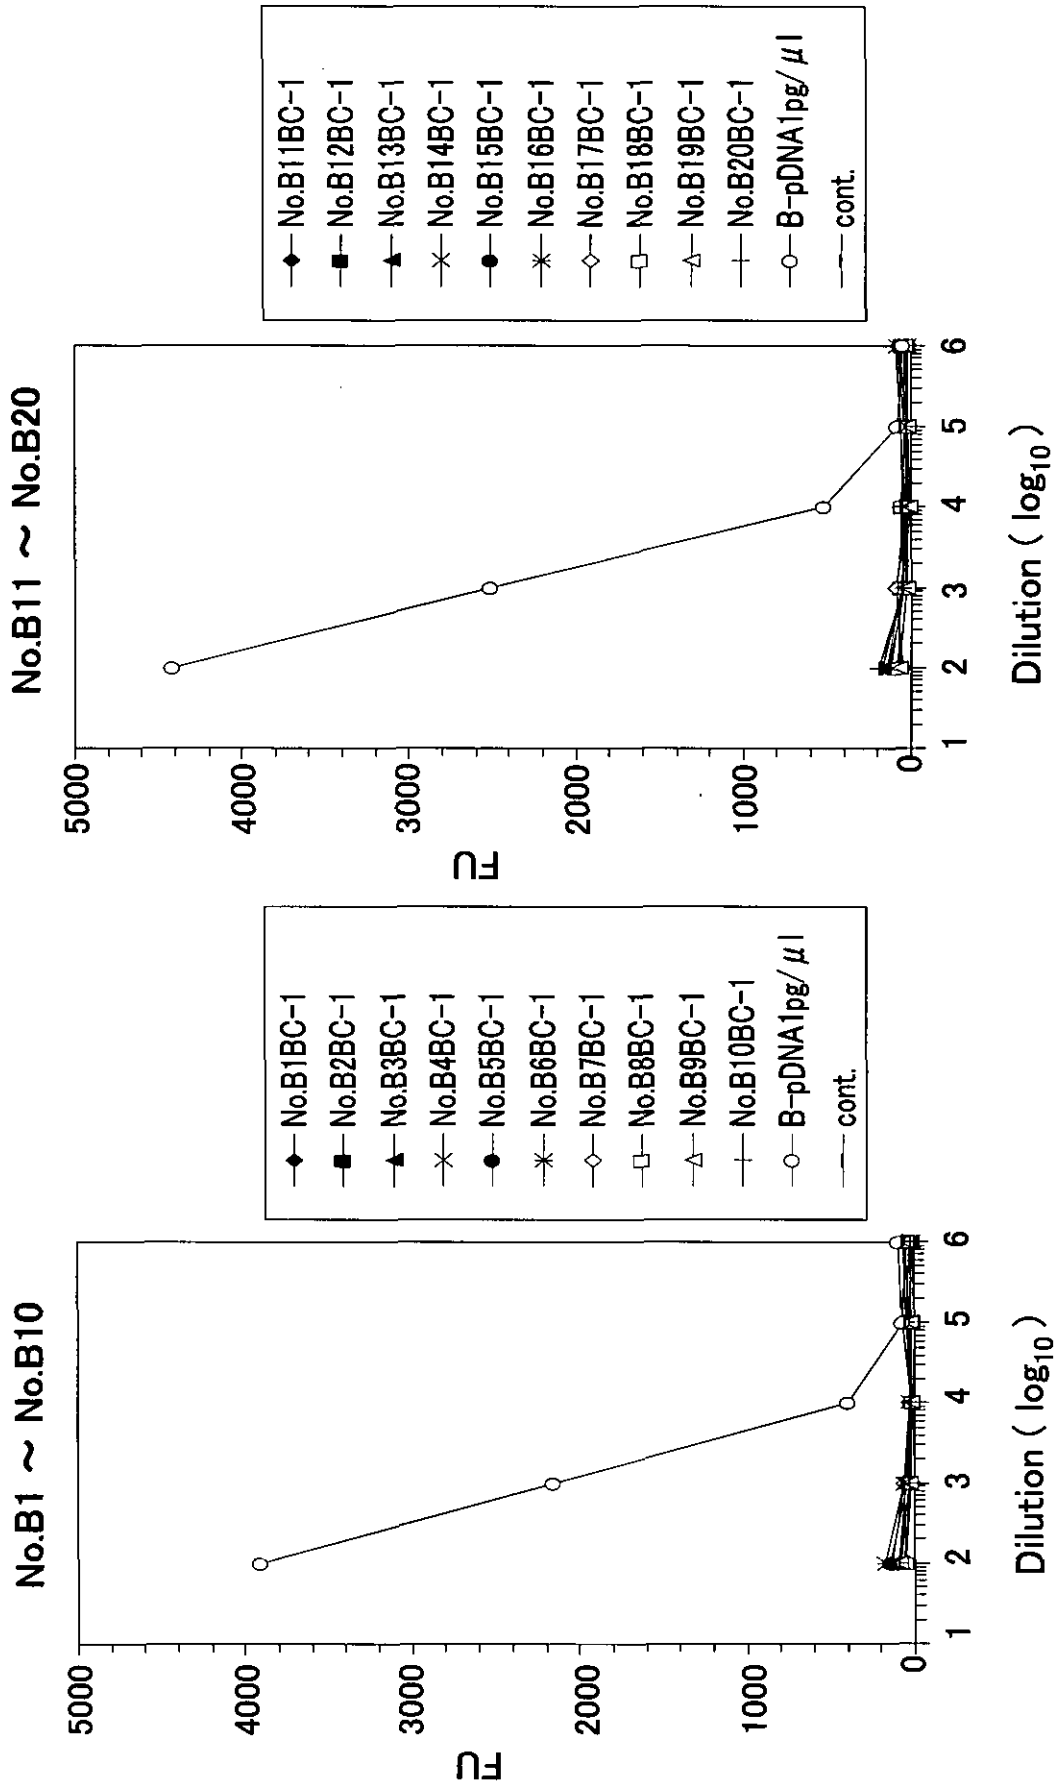 No.B1 ~ No.B10
FU
5000
4000
3000
2000
1000
0
1 2 3 4 5 6
Dilution ( log10 )
No.B1BC-1
No.B2BC-1
No.B3BC-1
No.B4BC-1
No.B5BC-1
No.B6BC-1
No.B7BC-1
No.B8BC-1
No.B9BC-1
No.B10BC-1
B-pDNA1pg/μl
cont.
No.B11 ~ No.B20
FU
5000
4000
3000
2000
1000
0
1 2 3 4 5 6
Dilution ( log10 )
No.B11BC-1
No.B12BC-1
No.B13BC-1
No.B14BC-1
No.B15BC-1
No.B16BC-1
No.B17BC-1
No.B18BC-1
No.B19BC-1
No.B20BC-1
B-pDNA1pg/μl
cont.